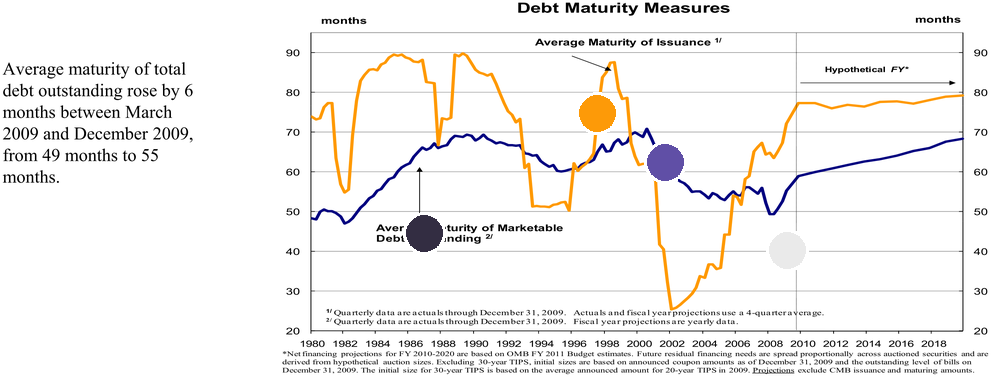 Debt Maturity Measures
months
months
Average maturity of total
debt outstanding rose by 6
months between March
2009 and December 2009,
from 49 months to 55
months.
Average Maturity of Issuance 1/
Hypothetical FY*
of Marketable
Debt 2/
90
80
70
60
50
40
30
20
90
80
70
60
50
40
30
20
1/ Quarterly data are actuals through December 31, 2009. Actuals and fiscal year projections use a 4-quarter average.
2/ Quarterly data are actuals through December 31, 2009. Fiscal year projections are yearly data.
1980 1982 1984 1986 1988 1990 1992 1994 1996 1998 2000 2002 2004 2006 2008 2010 2012 2014 2016 2018
*Net financing projections for FY 2010-2020 are based on OMB FY 2011 Budget estimates. Future residual financing needs are spread proportionally across auctioned securities and are
derived from hypothetical auction sizes. Excluding 30-year TIPS, initial sizes are based on announced coupon amounts as of December 31, 2009 and the outstanding level of bills on
December 31, 2009. The initial size for 30-year TIPS is based on the average announced amount for 20-year TIPS in 2009. Projections exclude CMB issuance and maturing amounts.